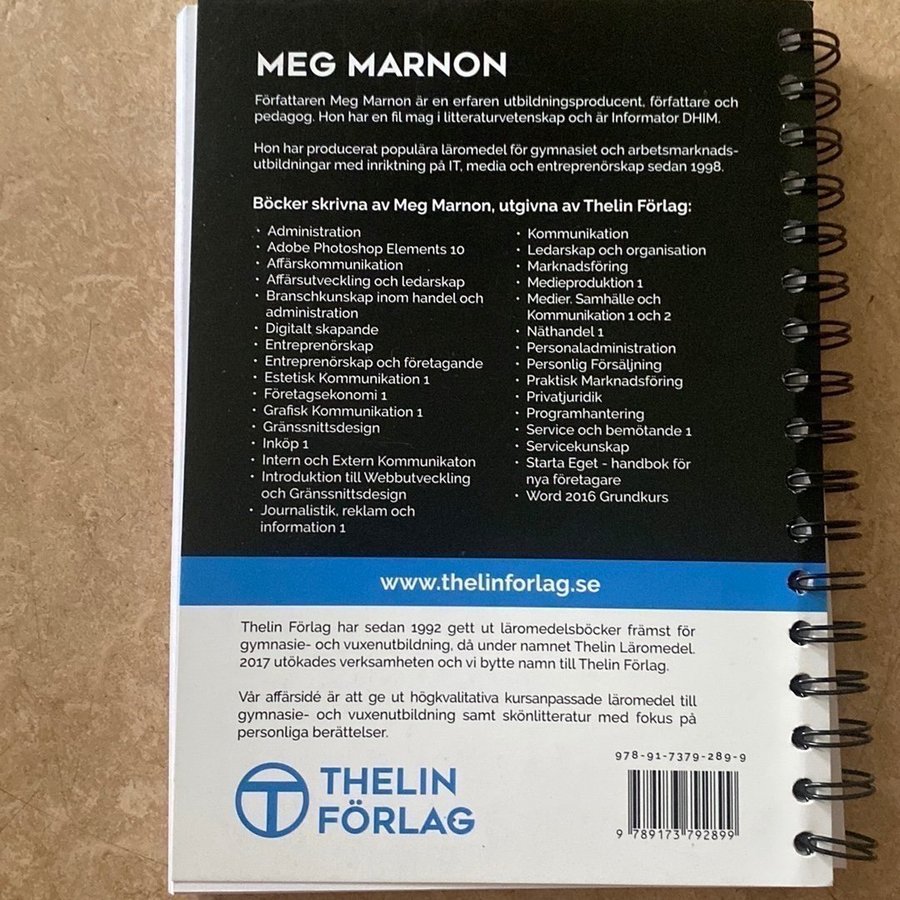 MEG MARNON
Författaren Meg Marnon är en erfaren utbildningsproducent, författare och
pedagog. Hon har en fil mag i litteraturvetenskap och är Informator DHIM.
Hon har producerat populära läromedel för gymnasiet och arbetsmarknads-
utbildningar med inriktning på IT, media och entreprenörskap sedan 1998.
Böcker skrivna av Meg Marnon, utgivna av Thelin Förlag:
• Administration
• Adobe Photoshop Elements 10
• Affärskommunikation
• Affärsutveckling och ledarskap
• Branschkunskap inom handel och
administration
• Digitalt skapande
• Entreprenörskap
• Entreprenörskap och företagande
• Estetisk Kommunikation 1
• Företagsekonomi 1
• Grafisk Kommunikation 1
• Gränssnittsdesign
• Inköp 1
• Intern och Extern Kommunikaton
• Introduktion till Webbutveckling
och Gränssnittsdesign
• Journalistik, reklam och
information 1
• Kommunikation
• Ledarskap och organisation
• Marknadsföring
• Medieproduktion 1
• Medier. Samhälle och
Kommunikation 1 och 2
• Näthandel 1
• Personaladministration
• Personlig Försäljning
• Praktisk Marknadsföring
• Privatjuridik
• Programhantering
• Service och bemötande 1
• Servicekunskap
• Starta Eget - handbok för
nya företagare
• Word 2016 Grundkurs
www.thelinforlag.se
Thelin Förlag har sedan 1992 gett ut läromedelsböcker främst för
gymnasie- och vuxenutbildning, då under namnet Thelin Läromedel.
2017 utökades verksamheten och vi bytte namn till Thelin Förlag.
Vår affärsidé är att ge ut högkvalitativa kursanpassade läromedel till
gymnasie- och vuxenutbildning samt skönlitteratur med fokus på
personliga berättelser.
THELIN
FÖRLAG
978-91-7379-289-9
9 789173 792899